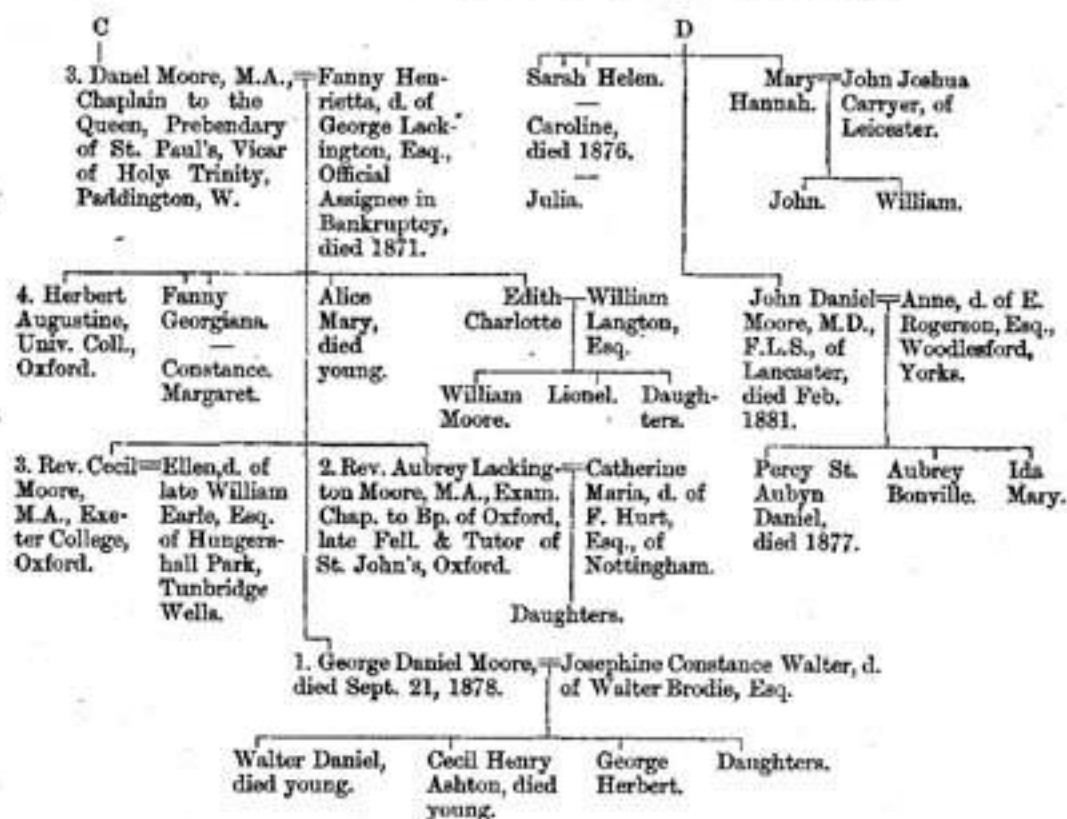 C
D
3. Danel Moore, M.A.,
Chaplain to the
Queen, Prebendary
of St. Paul's, Vicar
of Holy Trinity,
Paddington, W.
Fanny Hen-
rietta, d. of
George Lack-
ington, Esq.,
Official
Assignee in
Bankruptcy,
died 1871.
Sarah Helen.
—
Caroline,
died 1876.
—
Julia.
Mary
Hannah.
John Joshua
Carryer, of
Leicester.
John.
William.
4. Herbert
Augustine,
Univ. Coll.,
Oxford.
Fanny
Georgiana.
—
Constance.
Margaret.
Alice
Mary,
died
young.
Edith
Charlotte
William
Langton,
Esq.
William
Moore.
Lionel.
Daugh-
ters.
John Daniel
Moore, M.D.,
F.L.S., of
Lancaster,
died Feb.
1881.
Anne, d. of E.
Rogerson, Esq.,
Woodlesford,
Yorks.
Percy St.
Aubyn
Daniel,
died 1877.
Aubrey
Bonville.
Ida
Mary.
3. Rev. Cecil
Moore,
M.A., Exe-
ter College,
Oxford.
Ellen, d. of
late William
Earle, Esq.
of Hungers-
hall Park,
Tunbridge
Wells.
2. Rev. Aubrey Lacking-
ton Moore, M.A., Exam.
Chap. to Bp. of Oxford,
late Fell. & Tutor of
St. John's, Oxford.
Catherine
Maria, d. of
F. Hurt,
Esq., of
Nottingham.
Daughters.
1. George Daniel Moore,
died Sept. 21, 1878.
Josephine Constance Walter, d.
of Walter Brodie, Esq.
Walter Daniel,
died young.
Cecil Henry
Ashton, died
young.
George
Herbert.
Daughters.